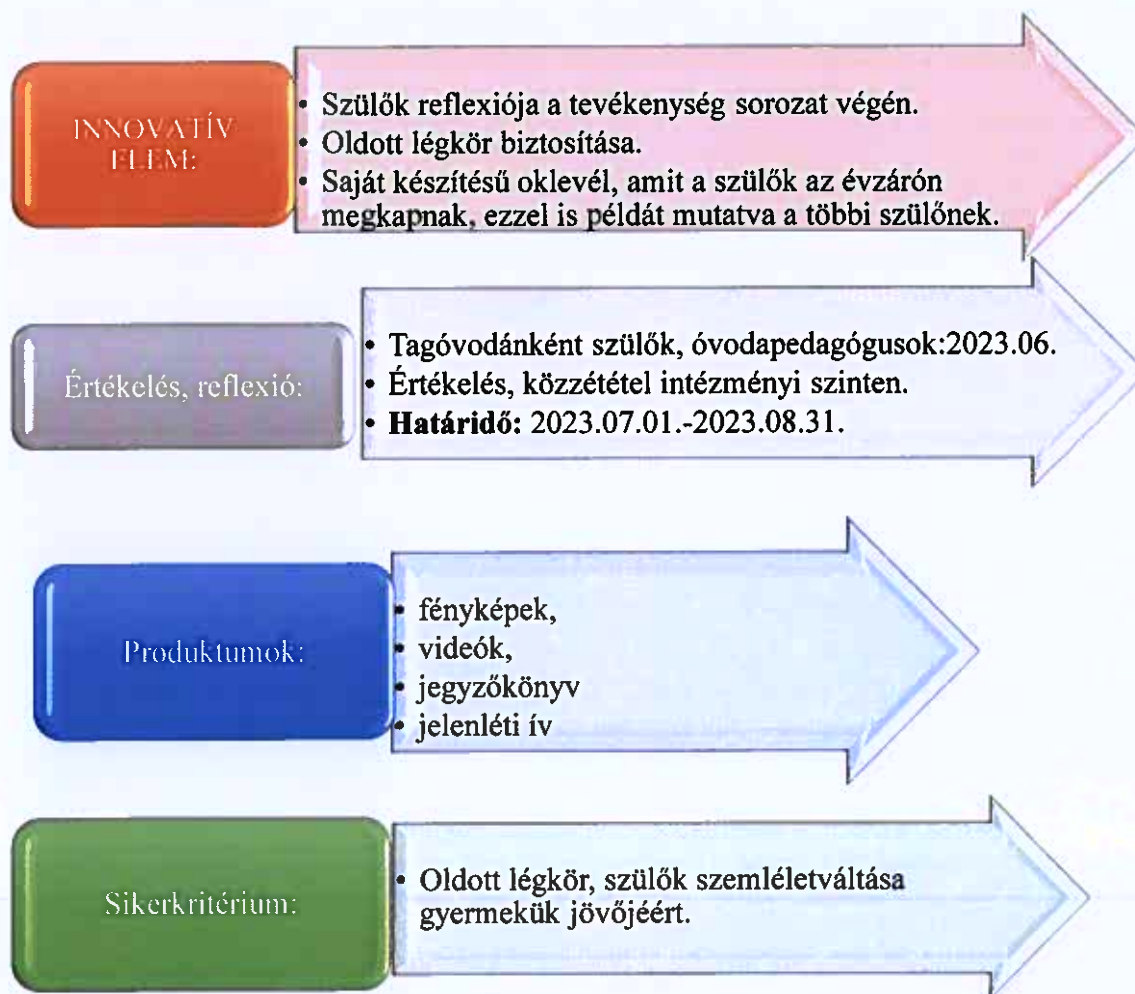 INNOVATÍV
ELEM:
• Szülők reflexiója a tevékenység sorozat végén.
• Oldott légkör biztosítása.
• Saját készítésű oklevél, amit a szülők az évzárón
megkapnak, ezzel is példát mutatva a többi szülőnek.
Értékelés, reflexió:
• Tagóvodánként szülők, óvodapedagógusok:2023.06.
• Értékelés, közzététel intézményi szinten.
• Határidő: 2023.07.01.-2023.08.31.
Produktumok:
• fényképek,
• videók,
• jegyzőkönyv
• jelenléti ív
Sikerkritérium:
• Oldott légkör, szülők szemléletváltása
gyermekük jövőjéért.